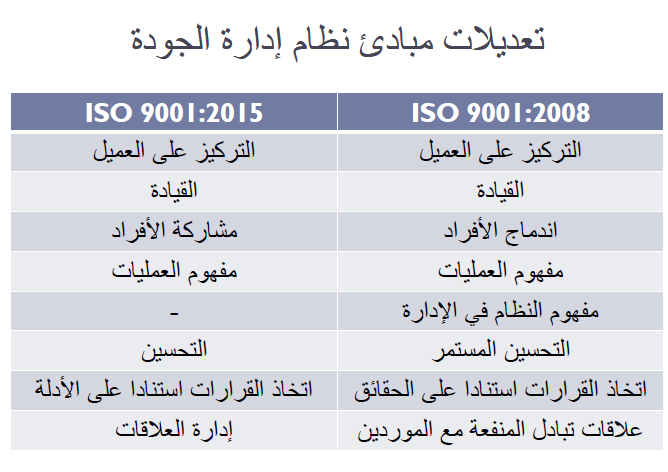 تعديلات مبادئ نظام إدارة الجودة
ISO 9001:2008 ISO 9001:2015
التركيز على العميل التركيز على العميل
القيادة القيادة
اندماج الأفراد مشاركة الأفراد
مفهوم العمليات مفهوم العمليات
مفهوم النظام في الإدارة -
التحسين المستمر التحسين
اتخاذ القرارات استنادا على الحقائق اتخاذ القرارات استنادا على الأدلة
علاقات تبادل المنفعة مع الموردين إدارة العلاقات